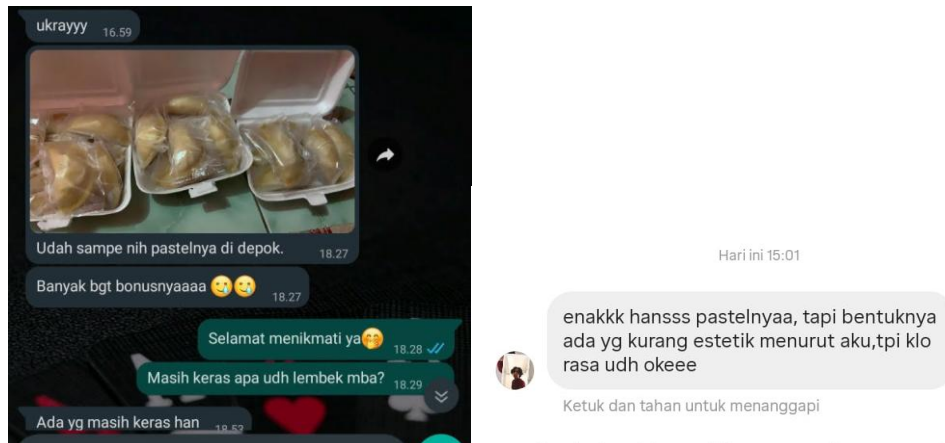 ukrayyy 16.59
Udah sampe nih pastelnya di depok. 18.27
Banyak bgt bonusnyaaaa 🥲🥲 18.27
Selamat menikmati ya🤭 18.28
Masih keras apa udh lembek mba? 18.29
Ada yg masih keras han 18.52
Hari ini 15:01
enakkk hansss pastelnyaa, tapi bentuknya
ada yg kurang estetik menurut aku,tpi klo
rasa udh okeee
Ketuk dan tahan untuk menanggapi